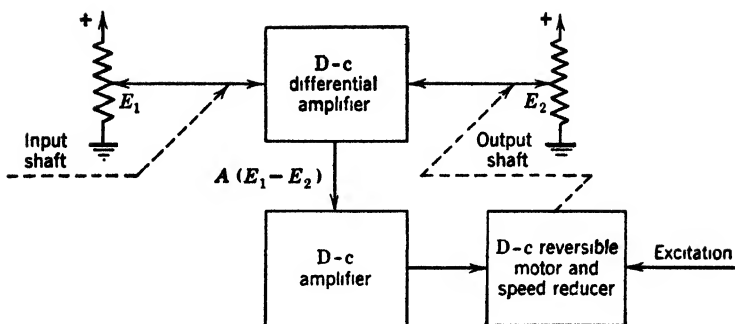 +
+
D-c
differential
amplifier
E₁
E₂
Input
shaft
Output
shaft
A (E₁ – E₂)
D-c
amplifier
D-c reversible
motor and
speed reducer
Excitation